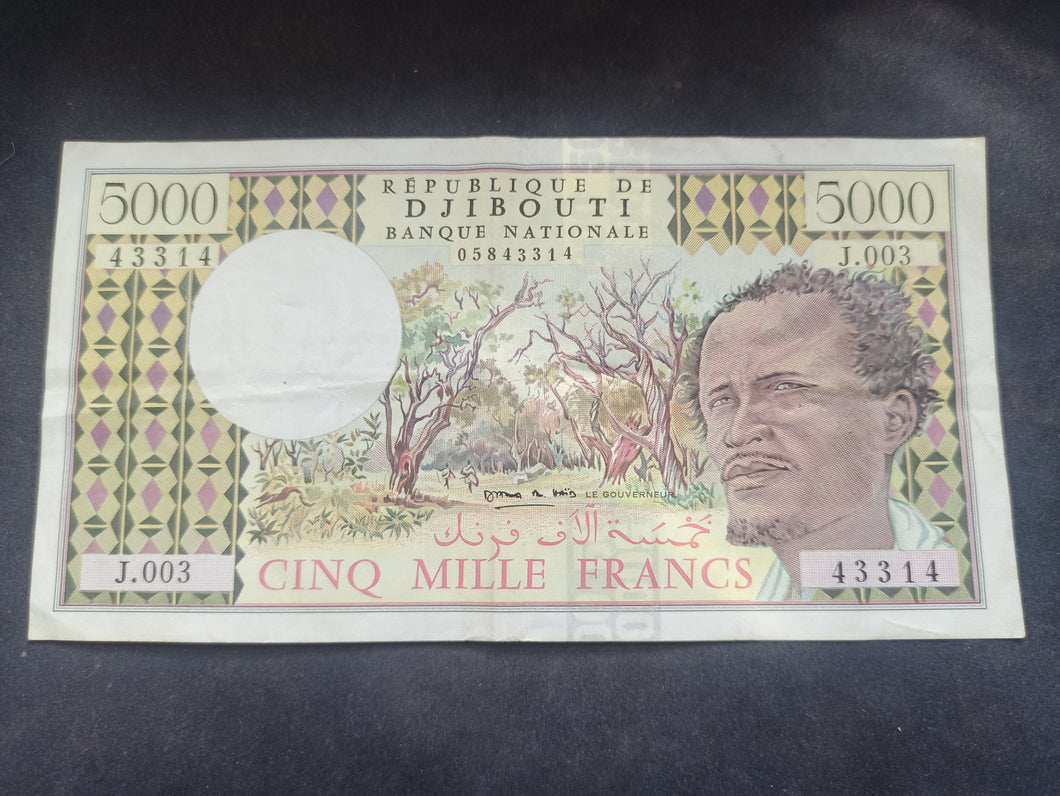 5000
RÉPUBLIQUE DE
DJIBOUTI
BANQUE NATIONALE
5000
43314
05843314
J.003
LE GOUVERNEUR
خمسة آلاف فرنك
CINQ MILLE FRANCS
J.003
43314